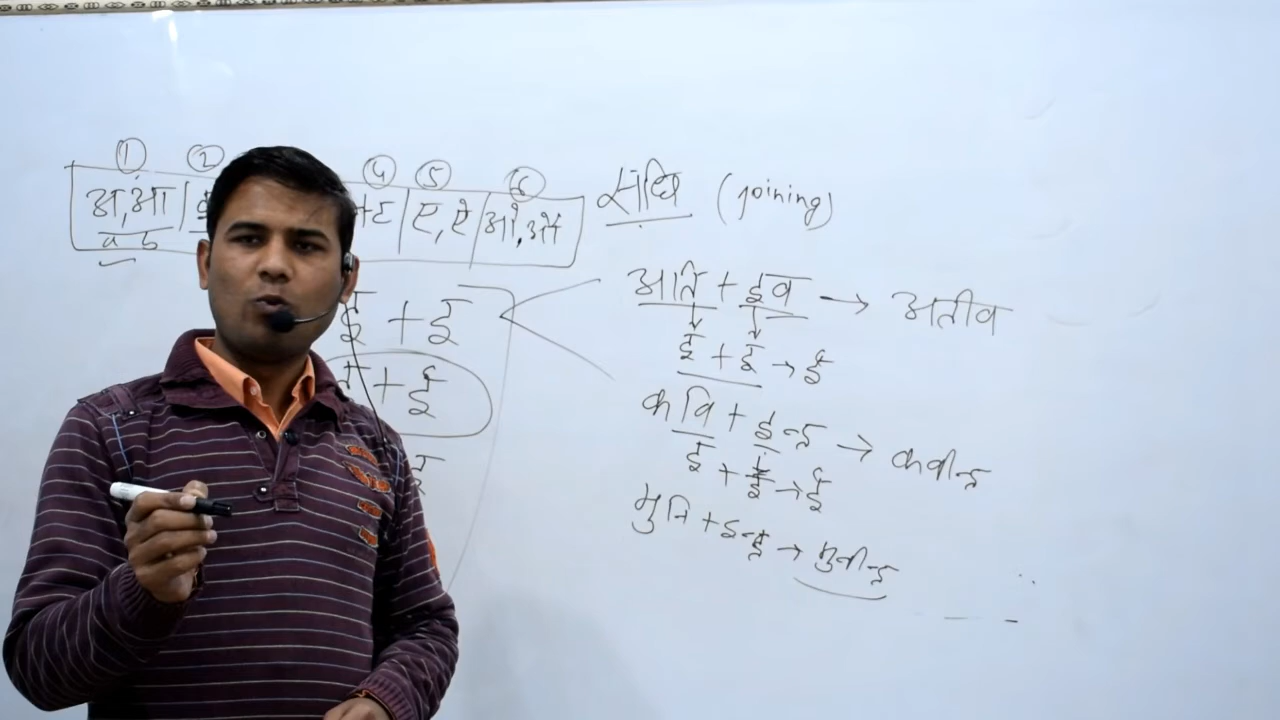 ① ② ④ ⑤ ⑥
अ,आ | ए, ऐ | ओ, औ
a b
संधि (joining)
अति + इव → अतीव
इ + इ → ई
कवि + इन्द्र → कवीन्द्र
इ + इ → ई
मुनि + इन्द्र → मुनीन्द्र
इ + इ
+ ई